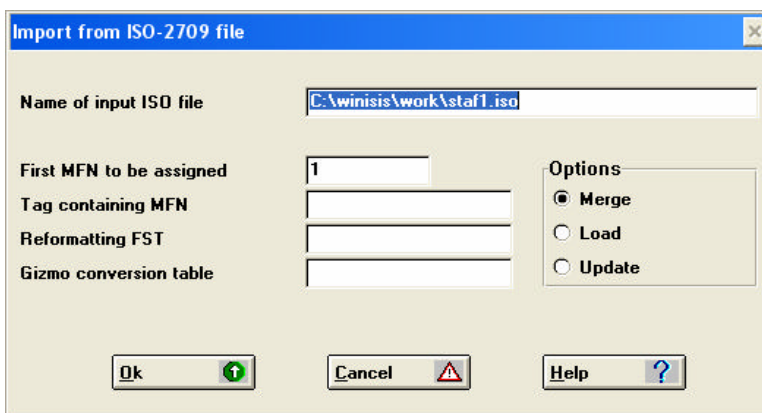 Import from ISO-2709 file
Name of input ISO file C:\winisis\work\staf1.iso
First MFN to be assigned 1 Options
Tag containing MFN Merge
Reformatting FST Load
Gizmo conversion table Update
Ok Cancel Help